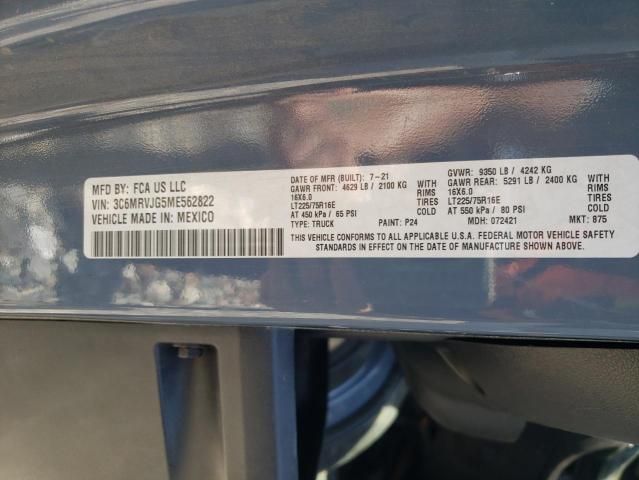 MFD BY: FCA US LLC
VIN: 3C6MRVJG5ME562822
VEHICLE MADE IN: MEXICO
DATE OF MFR (BUILT): 7-21
GAWR FRONT: 4629 LB / 2100 KG
16X6.0 WITH RIMS
LT225/75R16E TIRES
AT 450 kPa/ 65 PSI COLD
TYPE: TRUCK PAINT: P24
GVWR: 9350 LB / 4242 KG
GAWR REAR: 5291 LB / 2400 KG
16X6.0 WITH RIMS
LT225/75R16E TIRES
AT 550 kPa / 80 PSI COLD
MDH: 072421 MKT: 875
THIS VEHICLE CONFORMS TO ALL APPLICABLE U.S.A. FEDERAL MOTOR VEHICLE SAFETY
STANDARDS IN EFFECT ON THE DATE OF MANUFACTURE SHOWN ABOVE.